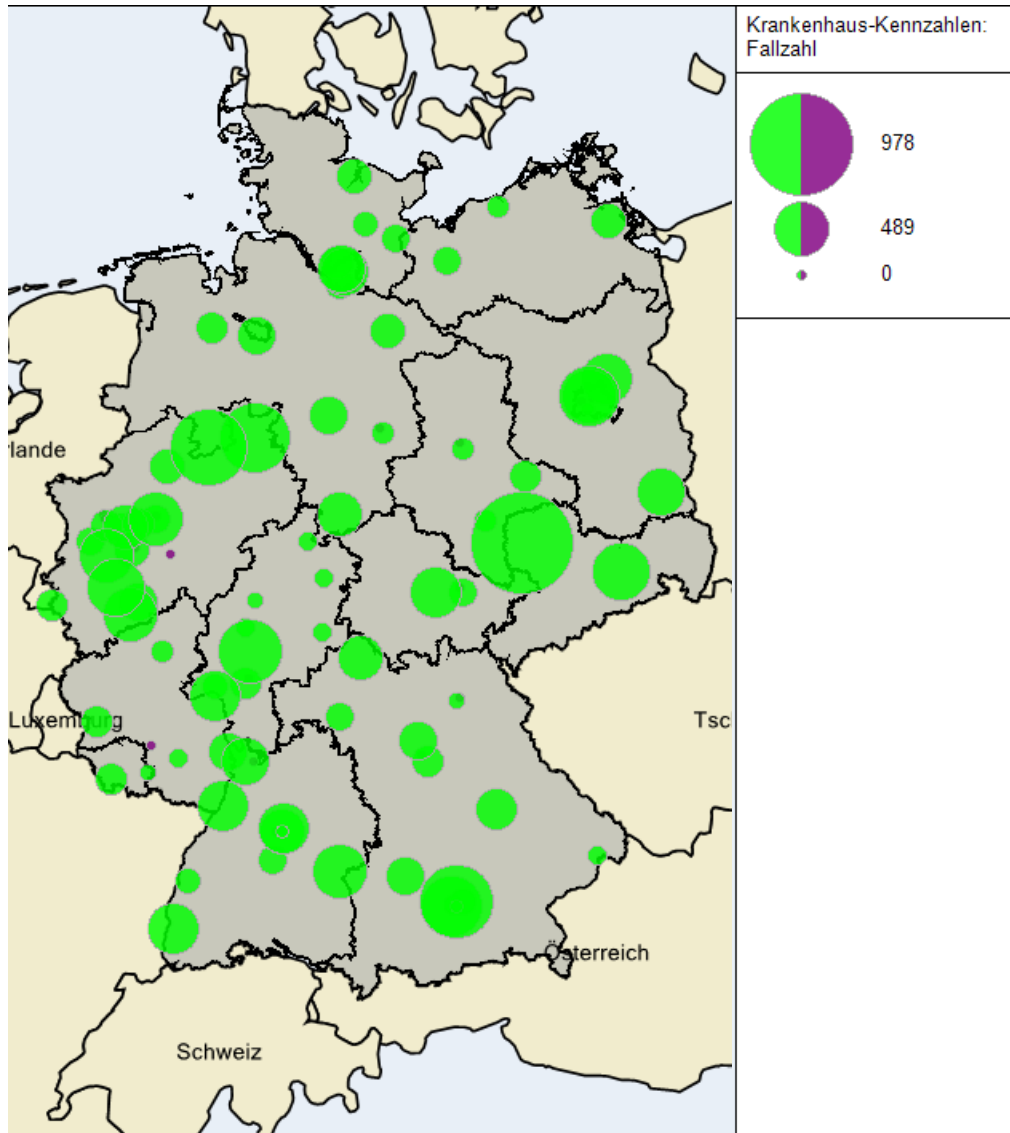 Krankenhaus-Kennzahlen:
Fallzahl
978
489
0
rlande
Luxemburg
Tsc
Österreich
Schweiz